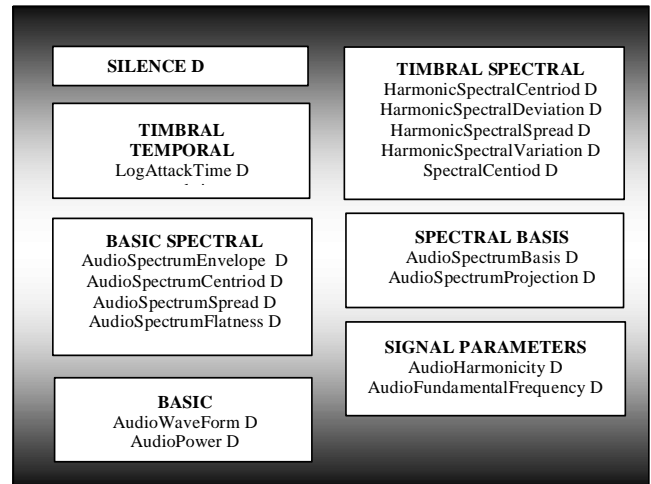 SILENCE D
TIMBRAL
TEMPORAL
LogAttackTime D
BASIC SPECTRAL
AudioSpectrumEnvelope D
AudioSpectrumCentriod D
AudioSpectrumSpread D
AudioSpectrumFlatness D
BASIC
AudioWaveForm D
AudioPower D
TIMBRAL SPECTRAL
HarmonicSpectralCentriod D
HarmonicSpectralDeviation D
HarmonicSpectralSpread D
HarmonicSpectralVariation D
SpectralCentiod D
SPECTRAL BASIS
AudioSpectrumBasis D
AudioSpectrumProjection D
SIGNAL PARAMETERS
AudioHarmonicity D
AudioFundamentalFrequency D